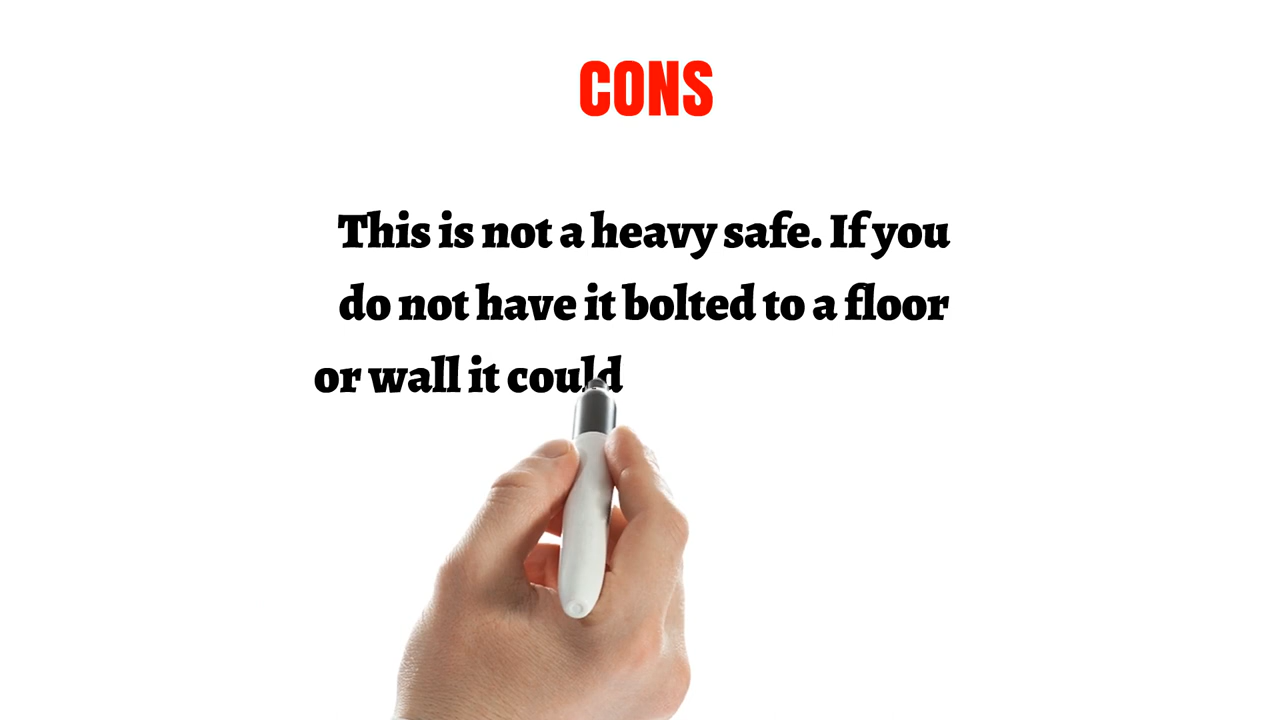 CONS
This is not a heavy safe. If you
do not have it bolted to a floor
or wall it could